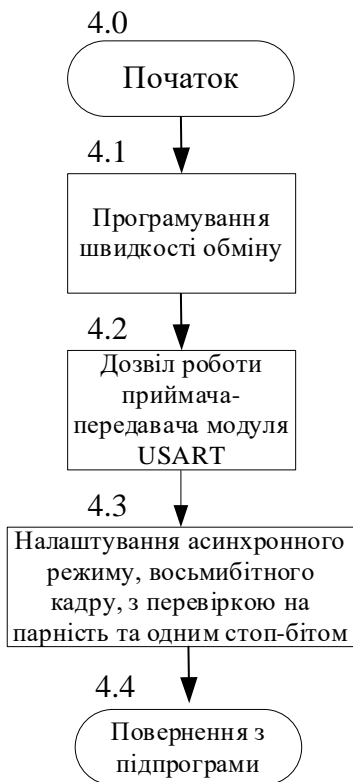 4.0
Початок
4.1
Програмування
швидкості обміну
4.2
Дозвіл роботи
приймача-
передавача модуля
USART
4.3
Налаштування асинхронного
режиму, восьмибітного
кадру, з перевіркою на
парність та одним стоп-бітом
4.4
Повернення з
підпрограми